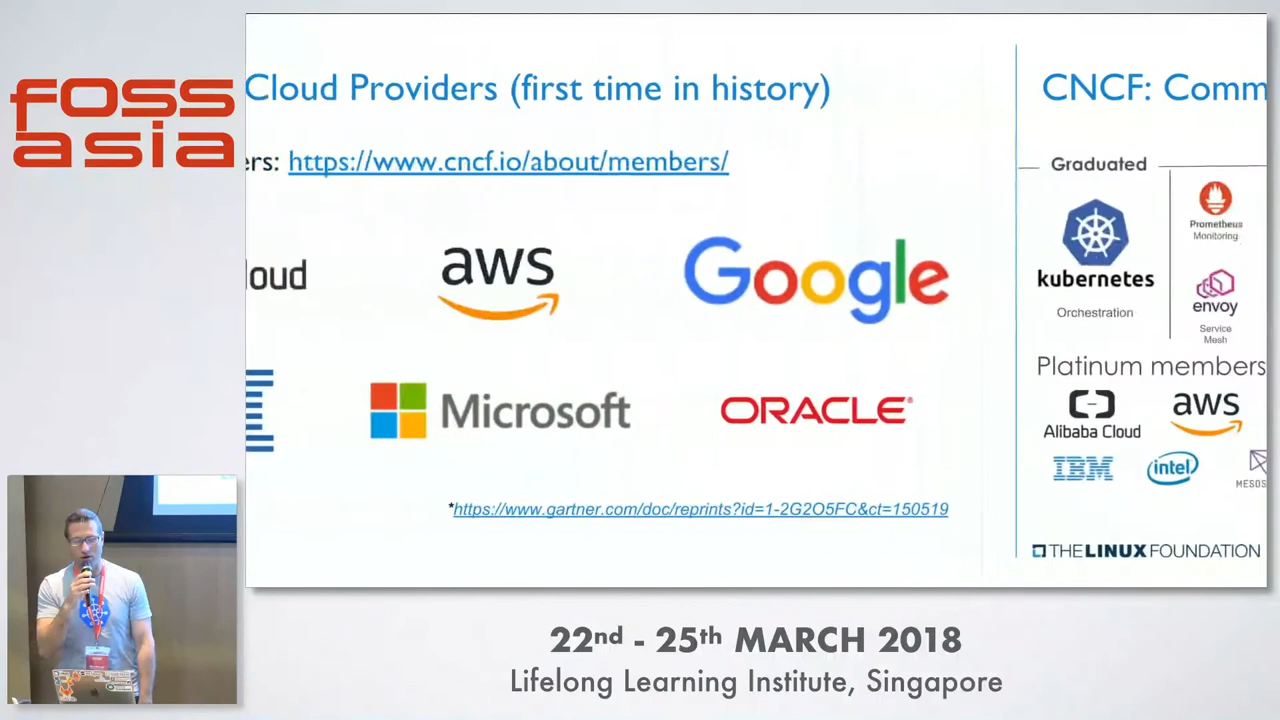 foss
asia
Cloud Providers (first time in history)
https://www.cncf.io/about/members/
loud
aws
Google
Microsoft
ORACLE
*https://www.gartner.com/doc/reprints?id=1-2G2O5FC&ct=150519
CNCF: Comm
Graduated
kubernetes
Orchestration
Prometheus
Monitoring
envoy
Service
Mesh
Platinum members
Alibaba Cloud
aws
IBM
intel
MESOS
THE LINUX FOUNDATION
22nd - 25th MARCH 2018
Lifelong Learning Institute, Singapore